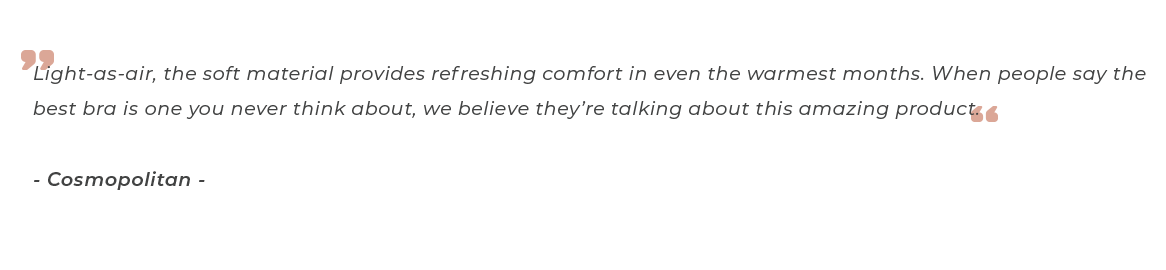 ”Light-as-air, the soft material provides refreshing comfort in even the warmest months. When people say the
best bra is one you never think about, we believe they’re talking about this amazing product.“
- Cosmopolitan -